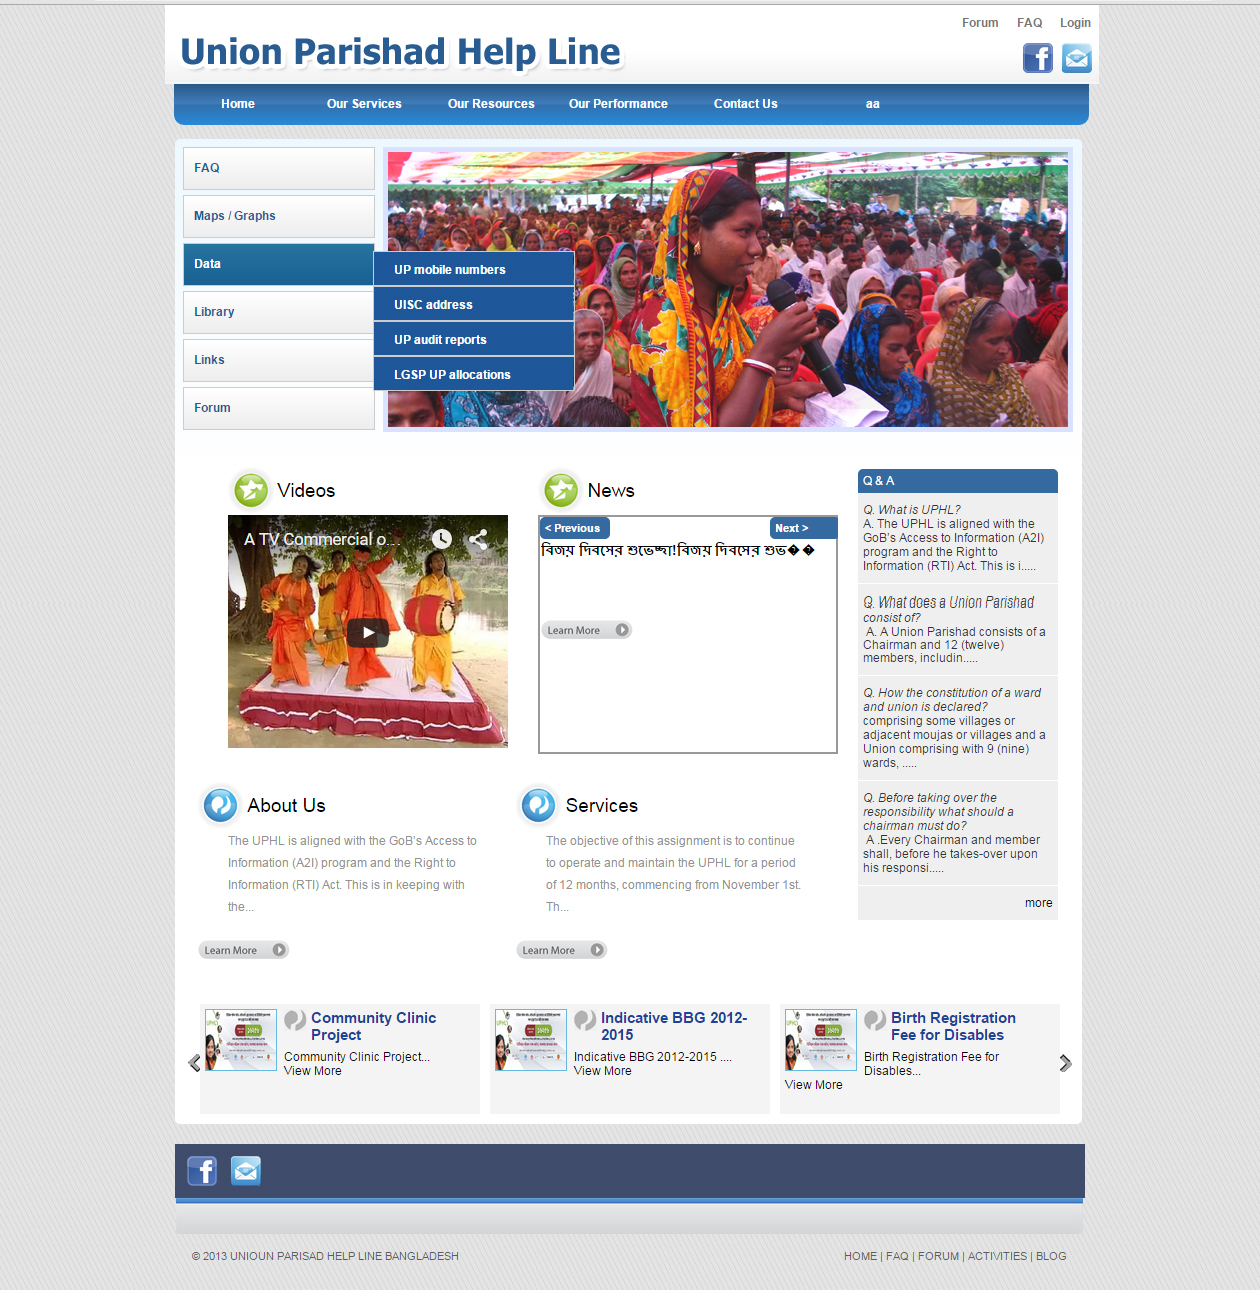 Forum FAQ Login
Union Parishad Help Line
Home Our Services Our Resources Our Performance Contact Us aa
FAQ
Maps / Graphs
Data
Library
Links
Forum
UP mobile numbers
UISC address
UP audit reports
LGSP UP allocations
Videos
A TV Commercial o...
News
< Previous Next >
বিজয় দিবসের শুভেচ্ছা!বিজয় দিবসের শুভ��
Learn More
Q & A
Q. What is UPHL?
A. The UPHL is aligned with the
GoB's Access to Information (A2I)
program and the Right to
Information (RTI) Act. This is i.....
Q. What does a Union Parishad
consist of?
A. A Union Parishad consists of a
Chairman and 12 (twelve)
members, includin.....
Q. How the constitution of a ward
and union is declared?
comprising some villages or
adjacent moujas or villages and a
Union comprising with 9 (nine)
wards, .....
Q. Before taking over the
responsibility what should a
chairman must do?
A .Every Chairman and member
shall, before he takes-over upon
his responsi.....
more
About Us
The UPHL is aligned with the GoB's Access to
Information (A2I) program and the Right to
Information (RTI) Act. This is in keeping with
the...
Learn More
Services
The objective of this assignment is to continue
to operate and maintain the UPHL for a period
of 12 months, commencing from November 1st.
Th...
Learn More
Community Clinic
Project
Community Clinic Project...
View More
Indicative BBG 2012-
2015
Indicative BBG 2012-2015 ....
View More
Birth Registration
Fee for Disables
Birth Registration Fee for
Disables...
View More
© 2013 UNIOUN PARISAD HELP LINE BANGLADESH
HOME | FAQ | FORUM | ACTIVITIES | BLOG